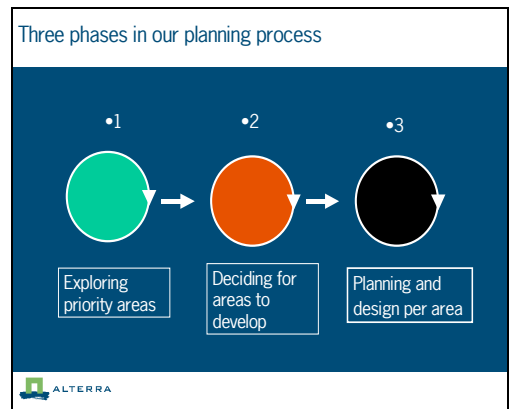 Three phases in our planning process
•1
•2
•3
Exploring
priority areas
Deciding for
areas to
develop
Planning and
design per area
ALTERRA